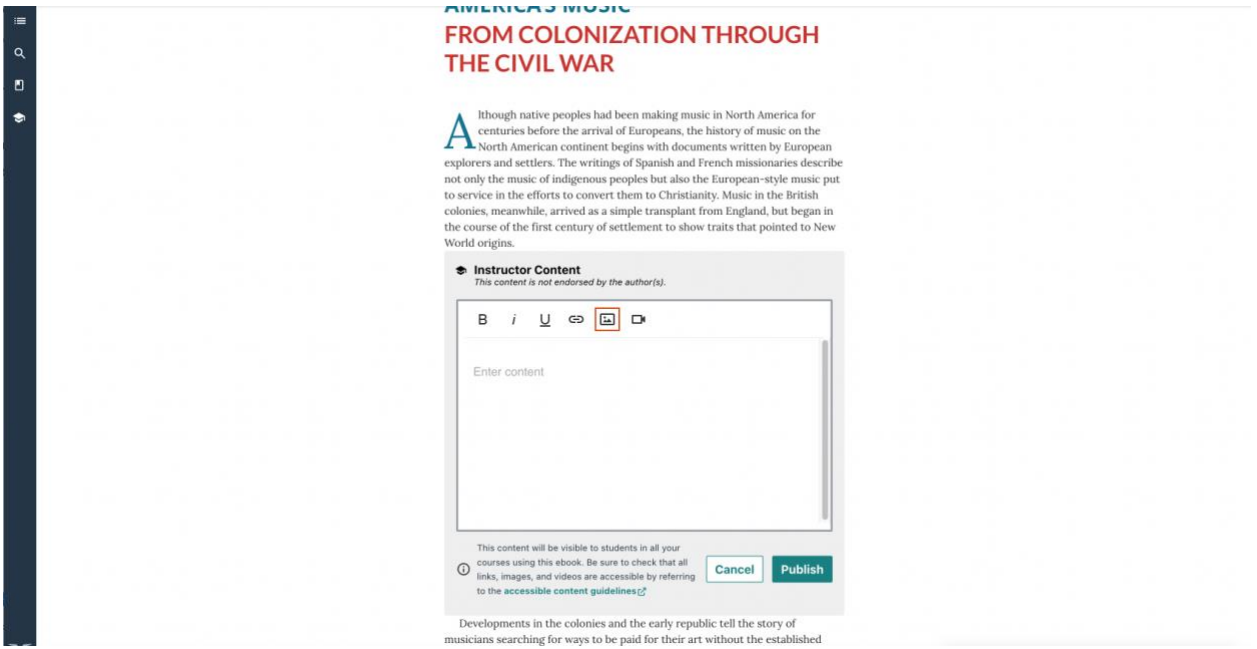 AMERICA'S MUSIC
FROM COLONIZATION THROUGH
THE CIVIL WAR
Although native peoples had been making music in North America for
centuries before the arrival of Europeans, the history of music on the
North American continent begins with documents written by European
explorers and settlers. The writings of Spanish and French missionaries describe
not only the music of indigenous peoples but also the European-style music put
to service in the efforts to convert them to Christianity. Music in the British
colonies, meanwhile, arrived as a simple transplant from England, but began in
the course of the first century of settlement to show traits that pointed to New
World origins.
Instructor Content
This content is not endorsed by the author(s).
B i U
Enter content
This content will be visible to students in all your
courses using this ebook. Be sure to check that all
links, images, and videos are accessible by referring
to the accessible content guidelines
Cancel Publish
Developments in the colonies and the early republic tell the story of
musicians searching for ways to be paid for their art without the established